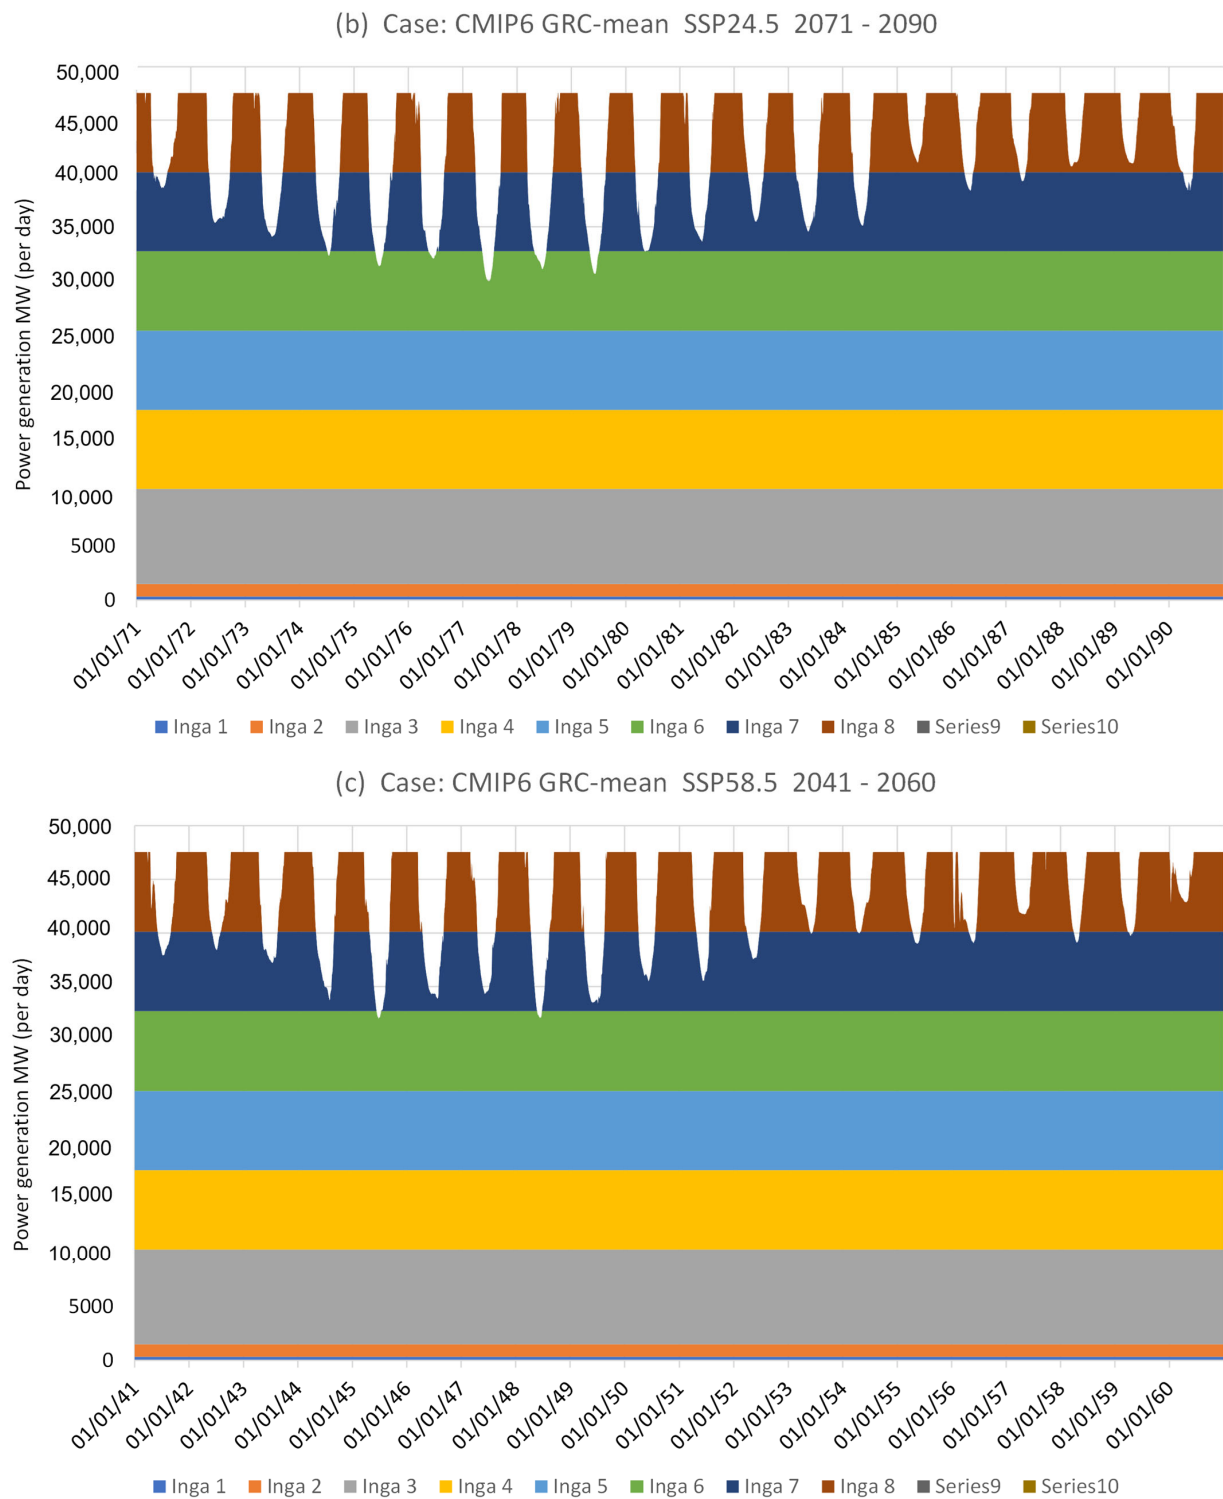 (b) Case: CMIP6 GRC-mean SSP24.5 2071 - 2090
Power generation MW (per day)
50,000
45,000
40,000
35,000
30,000
25,000
20,000
15,000
10,000
5000
0
01/01/71 01/01/72 01/01/73 01/01/74 01/01/75 01/01/76 01/01/77 01/01/78 01/01/79 01/01/80 01/01/81 01/01/82 01/01/83 01/01/84 01/01/85 01/01/86 01/01/87 01/01/88 01/01/89 01/01/90
Inga 1 Inga 2 Inga 3 Inga 4 Inga 5 Inga 6 Inga 7 Inga 8 Series9 Series10
(c) Case: CMIP6 GRC-mean SSP58.5 2041 - 2060
Power generation MW (per day)
50,000
45,000
40,000
35,000
30,000
25,000
20,000
15,000
10,000
5000
0
01/01/41 01/01/42 01/01/43 01/01/44 01/01/45 01/01/46 01/01/47 01/01/48 01/01/49 01/01/50 01/01/51 01/01/52 01/01/53 01/01/54 01/01/55 01/01/56 01/01/57 01/01/58 01/01/59 01/01/60
Inga 1 Inga 2 Inga 3 Inga 4 Inga 5 Inga 6 Inga 7 Inga 8 Series9 Series10